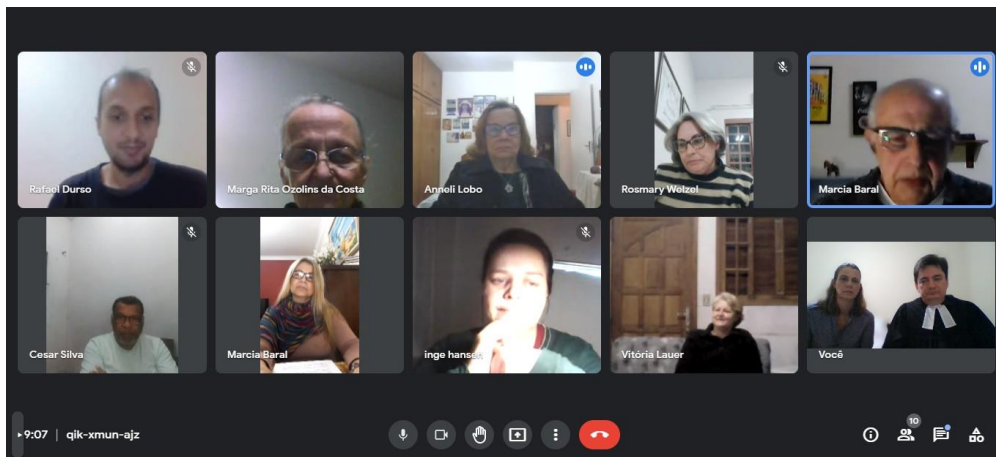 Rafael Durso
Marga Rita Ozolins da Costa
Anneli Lobo
Rosmary Welzel
Marcia Baral
Cesar Silva
Marcia Baral
inge hansen
Vitória Lauer
Você
9:07 | qik-xmun-ajz
10